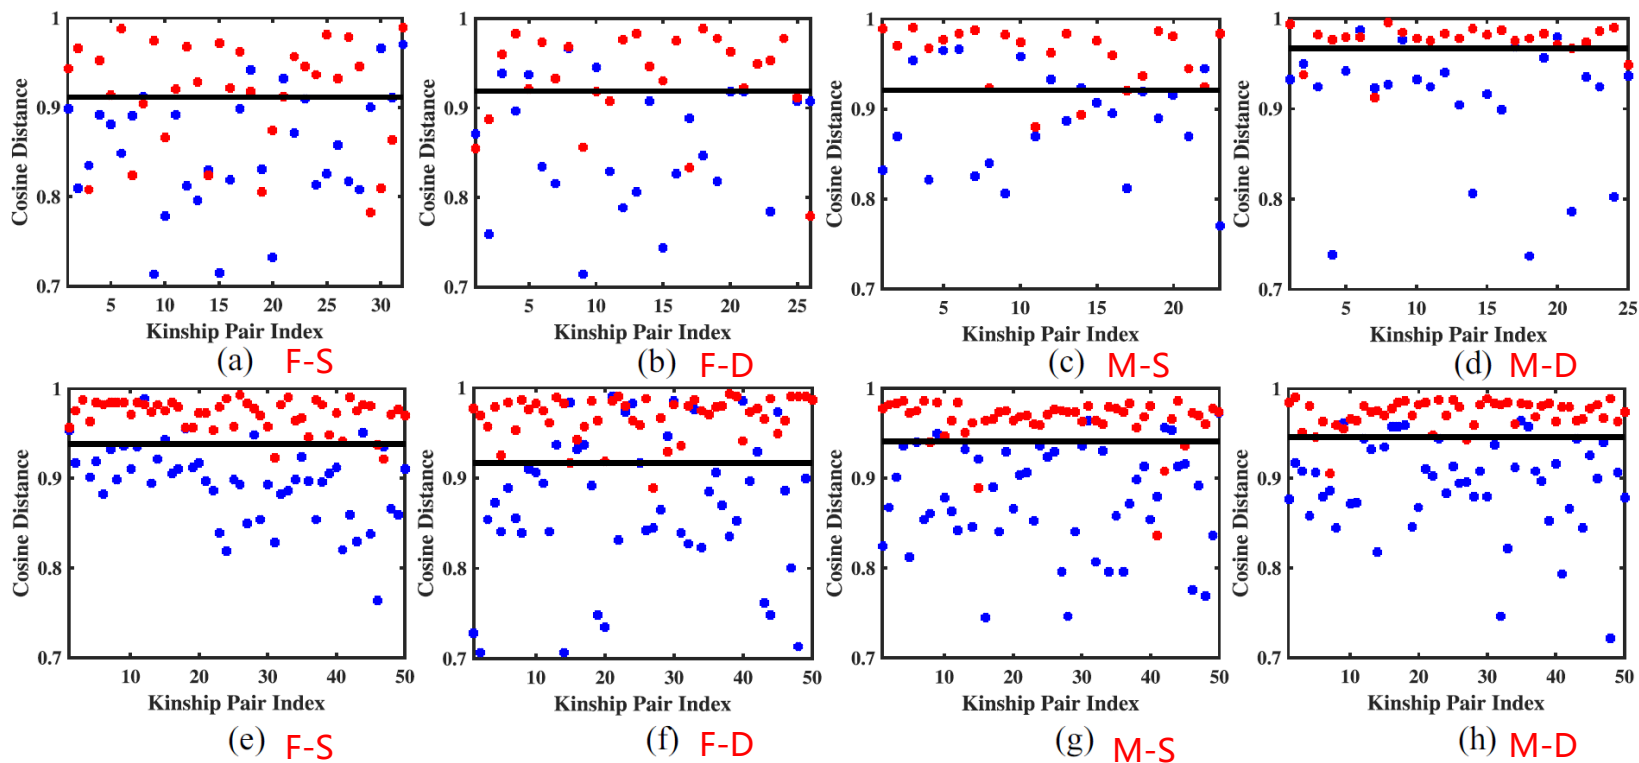 1
0.9
0.8
0.7
Cosine Distance
5 10 15 20 25 30
Kinship Pair Index
(a) F-S
1
0.9
0.8
0.7
Cosine Distance
5 10 15 20 25
Kinship Pair Index
(b) F-D
1
0.9
0.8
0.7
Cosine Distance
5 10 15 20
Kinship Pair Index
(c) M-S
1
0.9
0.8
0.7
Cosine Distance
5 10 15 20 25
Kinship Pair Index
(d) M-D
1
0.9
0.8
0.7
Cosine Distance
10 20 30 40 50
Kinship Pair Index
(e) F-S
1
0.9
0.8
0.7
Cosine Distance
10 20 30 40 50
Kinship Pair Index
(f) F-D
1
0.9
0.8
0.7
Cosine Distance
10 20 30 40 50
Kinship Pair Index
(g) M-S
1
0.9
0.8
0.7
Cosine Distance
10 20 30 40 50
Kinship Pair Index
(h) M-D